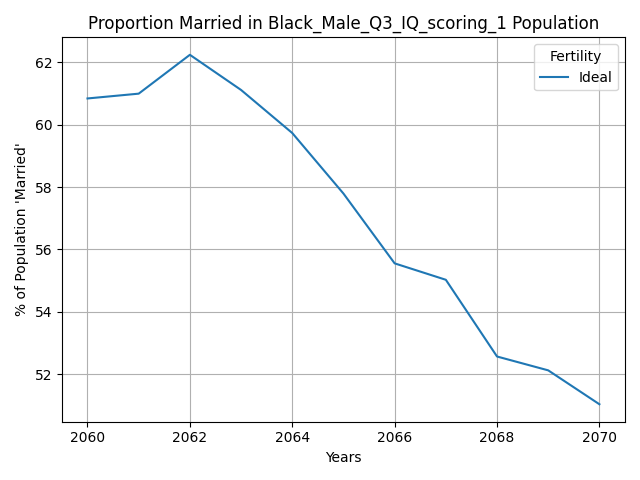 Proportion Married in Black_Male_Q3_IQ_scoring_1 Population
Fertility
Ideal
% of Population 'Married'
62
60
58
56
54
52
2060 2062 2064 2066 2068 2070
Years